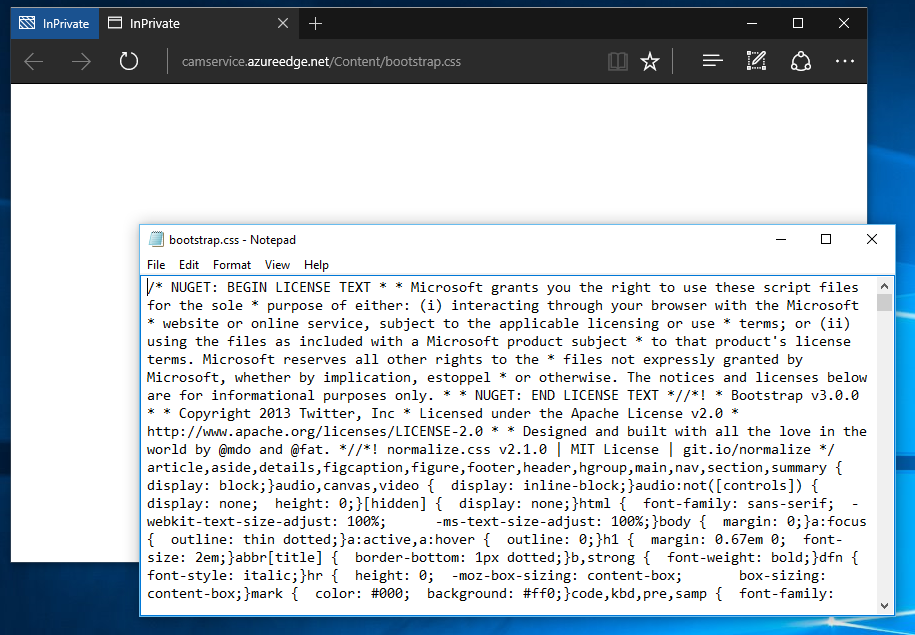 InPrivate
InPrivate
camservice.azureedge.net/Content/bootstrap.css
bootstrap.css - Notepad
File Edit Format View Help
/* NUGET: BEGIN LICENSE TEXT * * Microsoft grants you the right to use these script files
for the sole * purpose of either: (i) interacting through your browser with the Microsoft
* website or online service, subject to the applicable licensing or use * terms; or (ii)
using the files as included with a Microsoft product subject * to that product's license
terms. Microsoft reserves all other rights to the * files not expressly granted by
Microsoft, whether by implication, estoppel * or otherwise. The notices and licenses below
are for informational purposes only. * * NUGET: END LICENSE TEXT *//*! * Bootstrap v3.0.0
* * Copyright 2013 Twitter, Inc * Licensed under the Apache License v2.0 *
http://www.apache.org/licenses/LICENSE-2.0 * * Designed and built with all the love in the
world by @mdo and @fat. *//*! normalize.css v2.1.0 | MIT License | git.io/normalize */
article,aside,details,figcaption,figure,footer,header,hgroup,main,nav,section,summary {
display: block;}audio,canvas,video {  display: inline-block;}audio:not([controls]) {
display: none;  height: 0;}[hidden] {  display: none;}html {  font-family: sans-serif;  -
webkit-text-size-adjust: 100%;      -ms-text-size-adjust: 100%;}body {  margin: 0;}a:focus
{  outline: thin dotted;}a:active,a:hover {  outline: 0;}h1 {  margin: 0.67em 0;  font-
size: 2em;}abbr[title] {  border-bottom: 1px dotted;}b,strong {  font-weight: bold;}dfn {
font-style: italic;}hr {  height: 0;  -moz-box-sizing: content-box;       box-sizing:
content-box;}mark {  color: #000;  background: #ff0;}code,kbd,pre,samp {  font-family: